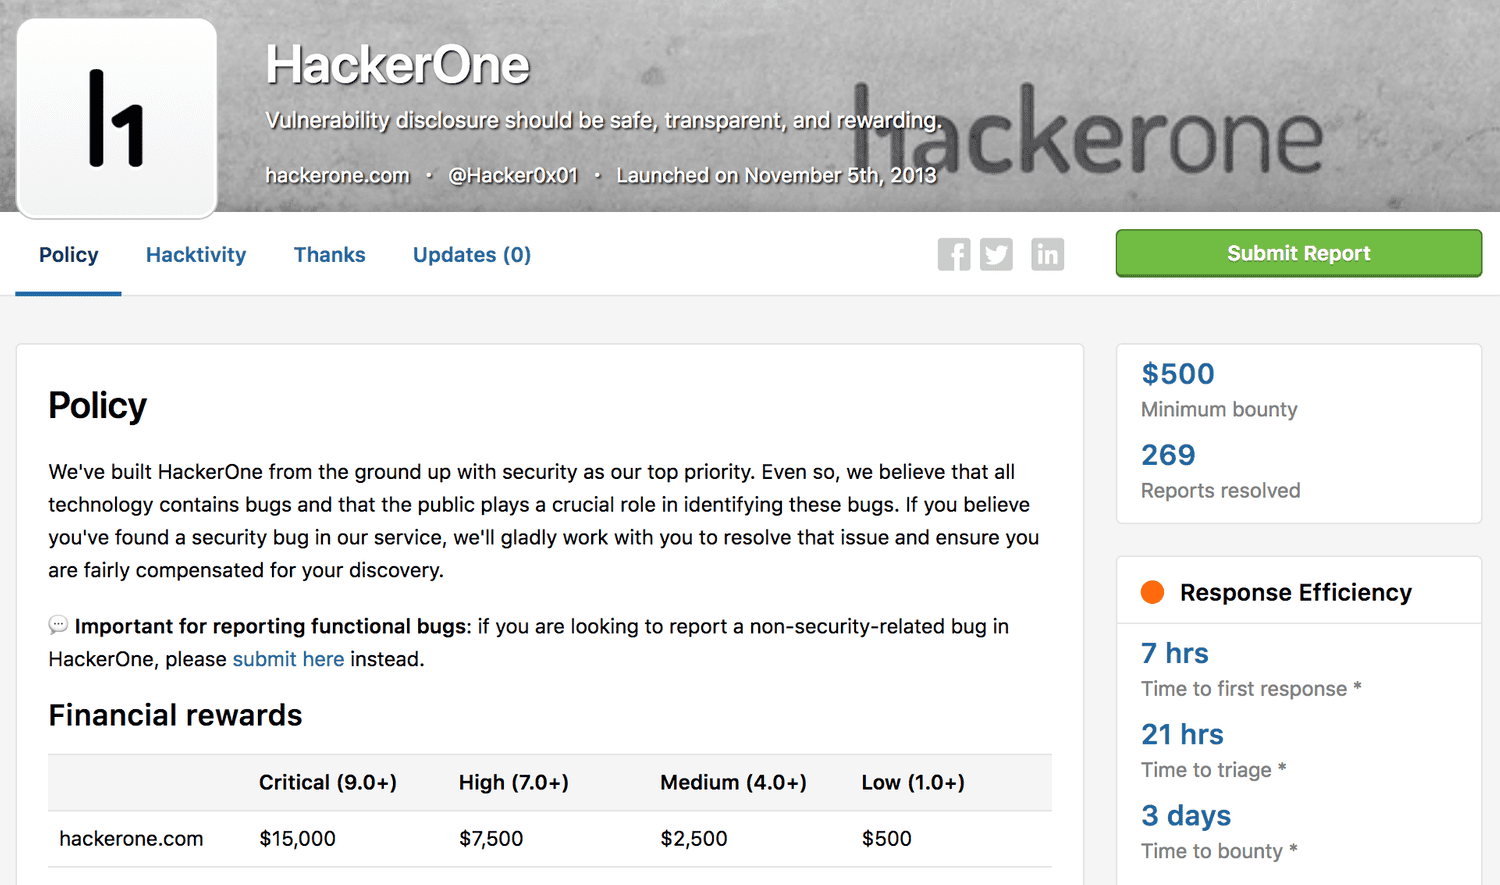 h1
HackerOne
Vulnerability disclosure should be safe, transparent, and rewarding.
hackerone
hackerone.com • @Hacker0x01 • Launched on November 5th, 2013
Policy Hacktivity Thanks Updates (0)
Submit Report
Policy
We've built HackerOne from the ground up with security as our top priority. Even so, we believe that all
technology contains bugs and that the public plays a crucial role in identifying these bugs. If you believe
you've found a security bug in our service, we'll gladly work with you to resolve that issue and ensure you
are fairly compensated for your discovery.
Important for reporting functional bugs: if you are looking to report a non-security-related bug in
HackerOne, please submit here instead.
Financial rewards
Critical (9.0+) High (7.0+) Medium (4.0+) Low (1.0+)
hackerone.com $15,000 $7,500 $2,500 $500
$500
Minimum bounty
269
Reports resolved
Response Efficiency
7 hrs
Time to first response *
21 hrs
Time to triage *
3 days
Time to bounty *